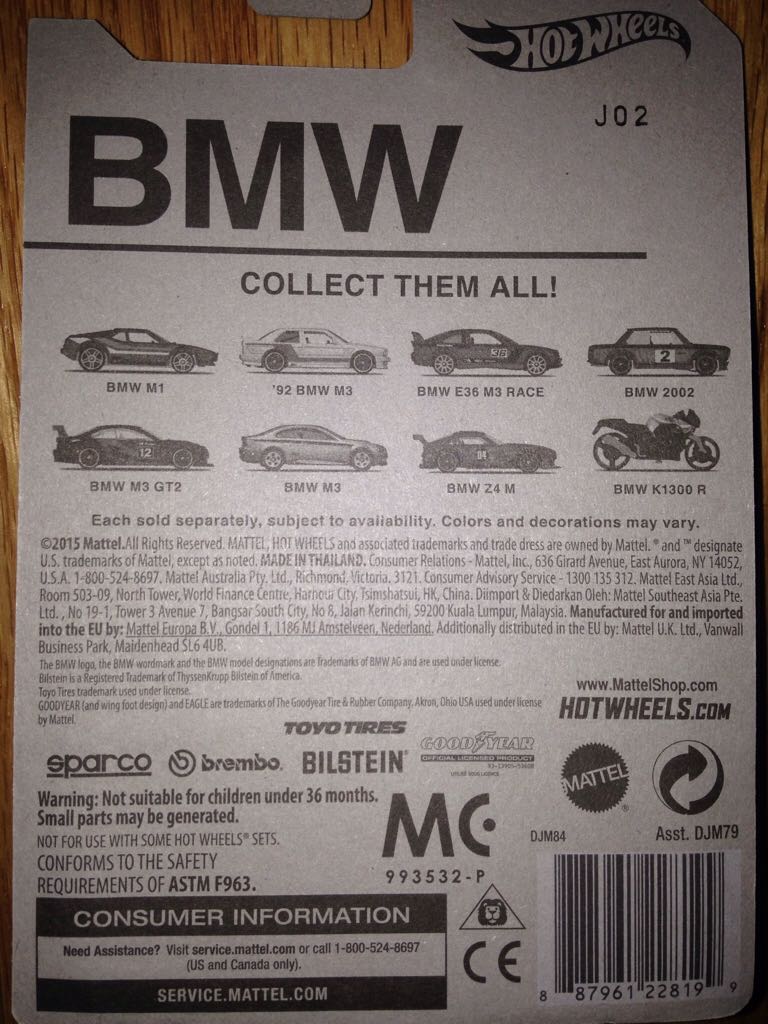 HOT WHEELS
J02
BMW
COLLECT THEM ALL!
38
2
BMW M1
'92 BMW M3
BMW E36 M3 RACE
BMW 2002
12
04
BMW M3 GT2
BMW M3
BMW Z4 M
BMW K1300 R
Each sold separately, subject to availability. Colors and decorations may vary.
©2015 Mattel.All Rights Reserved. MATTEL, HOT WHEELS and associated trademarks and trade dress are owned by Mattel. ® and ™ designate
U.S. trademarks of Mattel, except as noted. MADE IN THAILAND. Consumer Relations - Mattel, Inc., 636 Girard Avenue, East Aurora, NY 14052,
U.S.A. 1-800-524-8697. Mattel Australia Pty. Ltd., Richmond, Victoria. 3121. Consumer Advisory Service - 1300 135 312. Mattel East Asia Ltd.,
Room 503-09, North Tower, World Finance Centre, Harbour City, Tsimshatsui, HK, China. Diimport & Diedarkan Oleh: Mattel Southeast Asia Pte.
Ltd. , No 19-1, Tower 3 Avenue 7, Bangsar South City, No 8, Jalan Kerinchi, 59200 Kuala Lumpur, Malaysia. Manufactured for and imported
into the EU by: Mattel Europa B.V., Gondel 1, 1186 MJ Amstelveen, Nederland. Additionally distributed in the EU by: Mattel U.K. Ltd., Vanwall
Business Park, Maidenhead SL6 4UB.
The BMW logo, the BMW wordmark and the BMW model designations are Trademarks of BMW AG and are used under license.
Bilstein is a Registered Trademark of ThyssenKrupp Bilstein of America.
Toyo Tires trademark used under license.
GOODYEAR (and wing foot design) and EAGLE are trademarks of The Goodyear Tire & Rubber Company, Akron, Ohio USA used under license
by Mattel.
www.MattelShop.com
HOTWHEELS.COM
TOYO TIRES
sparco
brembo
BILSTEIN®
GOODYEAR
OFFICIAL LICENSED PRODUCT
MATTEL
®
Warning: Not suitable for children under 36 months.
Small parts may be generated.
NOT FOR USE WITH SOME HOT WHEELS® SETS.
CONFORMS TO THE SAFETY
REQUIREMENTS OF ASTM F963.
MC
993532-P
DJM84
Asst. DJM79
CONSUMER INFORMATION
Need Assistance? Visit service.mattel.com or call 1-800-524-8697
(US and Canada only).
SERVICE.MATTEL.COM
CE
8 87961 22819 9